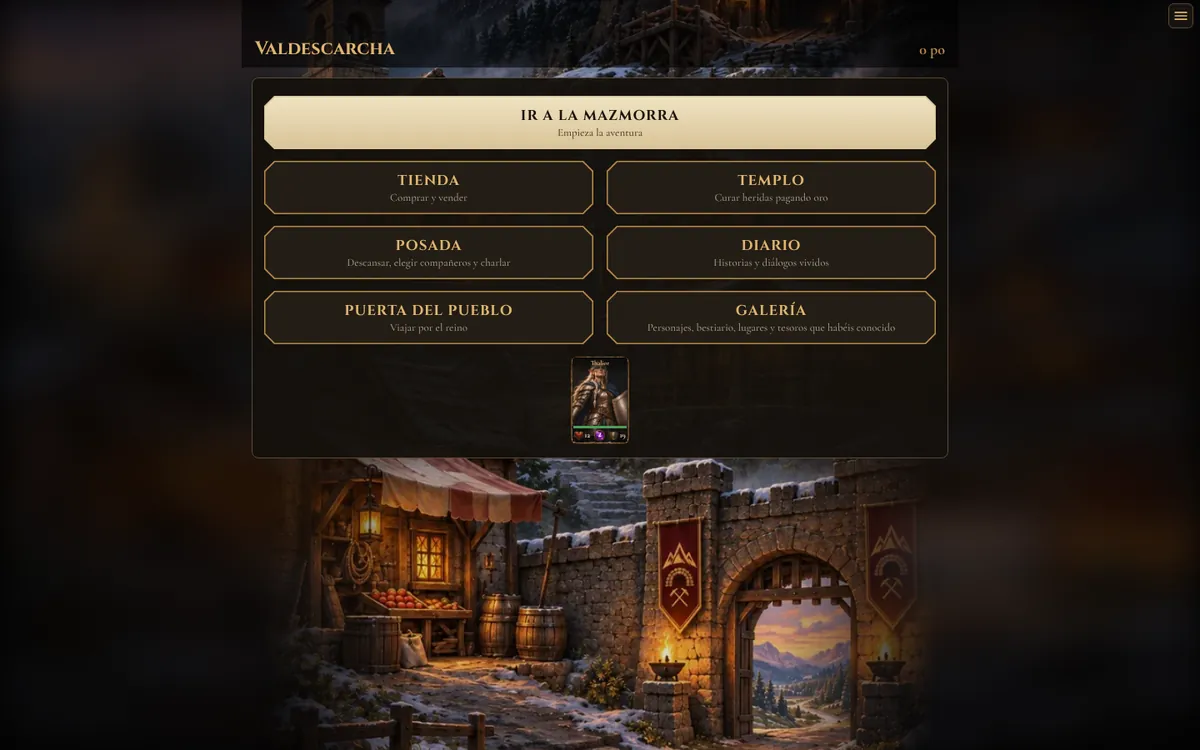 Valdescarcha
0 po
IR A LA MAZMORRA
Empieza la aventura
TIENDA
Comprar y vender
TEMPLO
Curar heridas pagando oro
POSADA
Descansar, elegir compañeros y charlar
DIARIO
Historias y diálogos vividos
PUERTA DEL PUEBLO
Viajar por el reino
GALERÍA
Personajes, bestiario, lugares y tesoros que habéis conocido